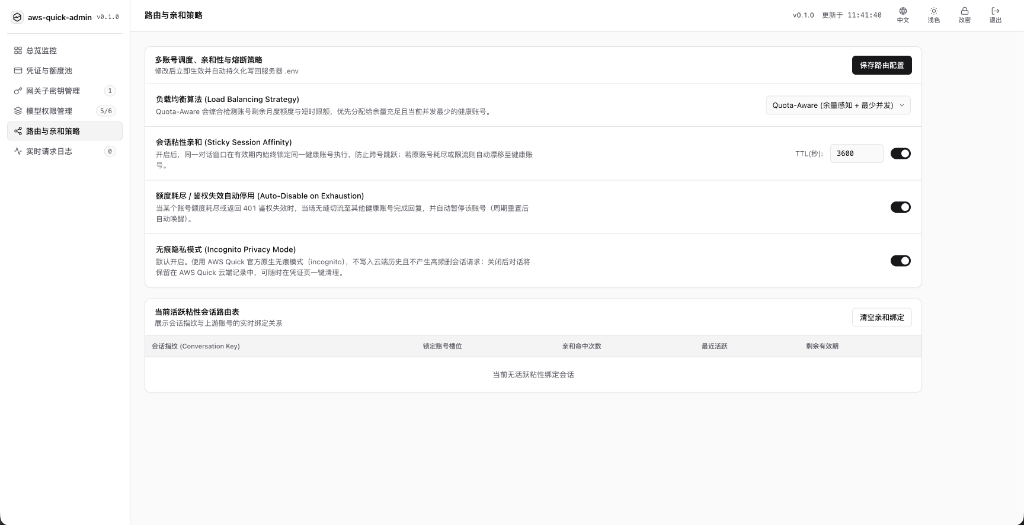 aws-quick-admin v0.1.0
总览监控
凭证与额度池
网关子密钥管理 1
模型权限管理 5/6
路由与亲和策略
实时请求日志 0
路由与亲和策略
v0.1.0 更新于 11:41:40
中文
浅色
改密
退出
多账号调度、亲和性与熔断策略
修改后立即生效并自动持久化写回服务器 .env
保存路由配置
负载均衡算法 (Load Balancing Strategy)
Quota-Aware 会综合检测账号剩余月度额度与短时限额，优先分配给余量充足且当前并发最少的健康账号。
Quota-Aware (余量感知 + 最少并发)
会话粘性亲和 (Sticky Session Affinity)
开启后，同一对话窗口在有效期内始终锁定同一健康账号执行，防止跨号跳跃；若原账号耗尽或限流则自动漂移至健康账
号。
TTL(秒): 3600
额度耗尽 / 鉴权失效自动停用 (Auto-Disable on Exhaustion)
当某个账号额度耗尽或返回 401 鉴权失效时，当场无缝切流至其他健康账号完成回复，并自动暂停该账号（周期重置后
自动唤醒）。
无痕隐私模式 (Incognito Privacy Mode)
默认开启。使用 AWS Quick 官方原生无痕模式（incognito），不写入云端历史且不产生高频删会话请求；关闭后对话将
保留在 AWS Quick 云端记录中，可随时在凭证页一键清理。
当前活跃粘性会话路由表
展示会话指纹与上游账号的实时绑定关系
清空亲和绑定
会话指纹 (Conversation Key) 锁定账号槽位 亲和命中次数 最近活跃 剩余有效期
当前无活跃粘性绑定会话